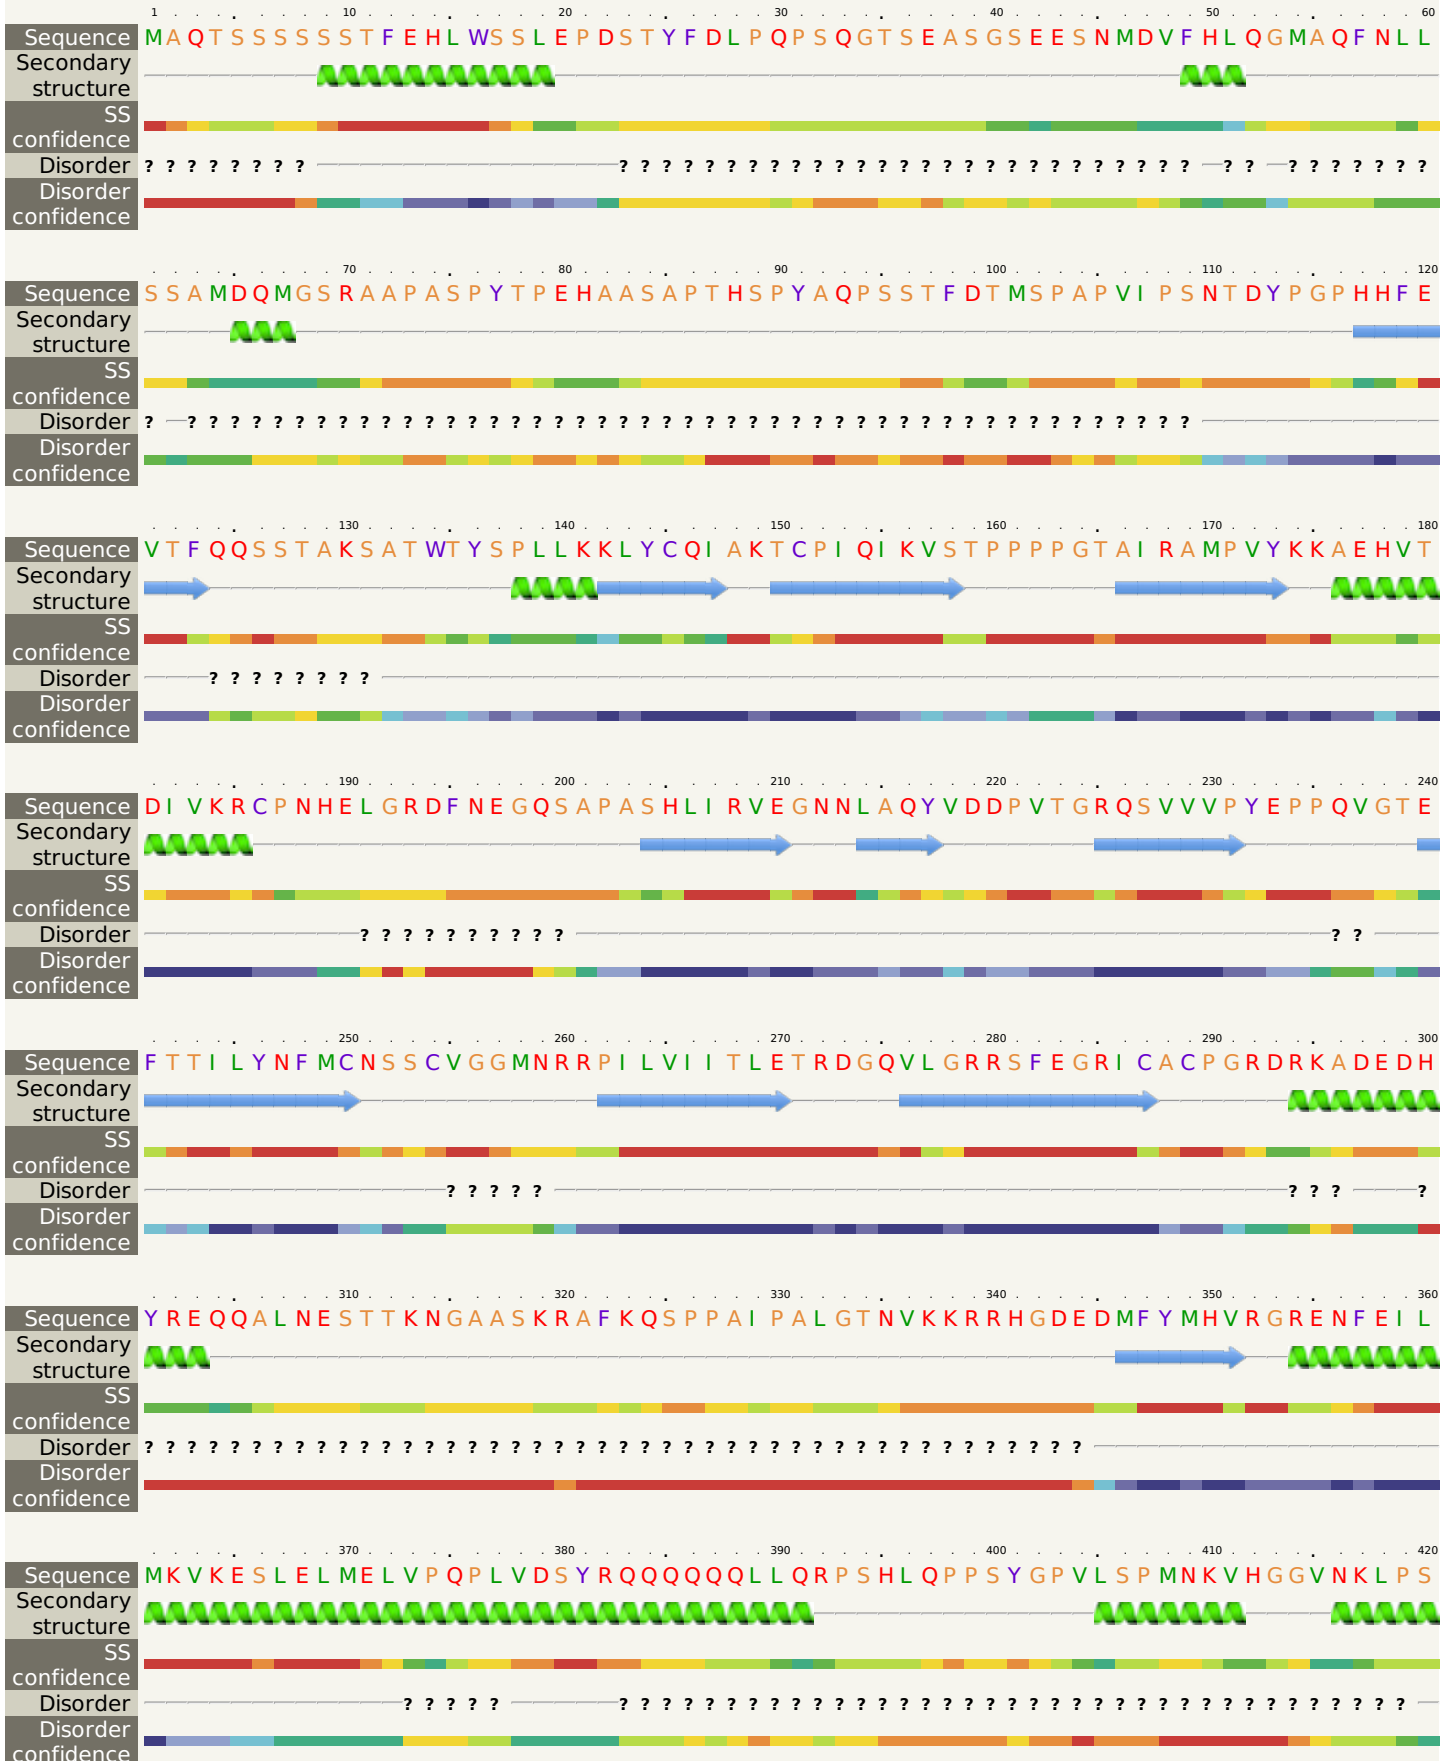 1 10 20 30 40 50 60
Sequence M A Q T S S S S S S T F E H L W S S L E P D S T Y F D L P Q P S Q G T S E A S G S E E S N M D V F H L Q G M A Q F N L L
Secondary
structure
SS
confidence
Disorder ? ? ? ? ? ? ? ? ? ? ? ? ? ? ? ? ? ? ? ? ? ? ? ? ? ? ? ? ? ? ? ? ? ? ? ? ? ? ? ? ? ? ? ?
Disorder
confidence
70 80 90 100 110 120
Sequence S S A M D Q M G S R A A P A S P Y T P E H A A S A P T H S P Y A Q P S S T F D T M S P A P V I P S N T D Y P G P H H F E
Secondary
structure
SS
confidence
Disorder ? ? ? ? ? ? ? ? ? ? ? ? ? ? ? ? ? ? ? ? ? ? ? ? ? ? ? ? ? ? ? ? ? ? ? ? ? ? ? ? ? ? ? ? ? ? ? ?
Disorder
confidence
130 140 150 160 170 180
Sequence V T F Q Q S S T A K S A T W T Y S P L L K K L Y C Q I A K T C P I Q I K V S T P P P P G T A I R A M P V Y K K A E H V T
Secondary
structure
SS
confidence
Disorder ? ? ? ? ? ? ? ?
Disorder
confidence
190 200 210 220 230 240
Sequence D I V K R C P N H E L G R D F N E G Q S A P A S H L I R V E G N N L A Q Y V D D P V T G R Q S V V V P Y E P P Q V G T E
Secondary
structure
SS
confidence
Disorder ? ? ? ? ? ? ? ? ? ? ? ?
Disorder
confidence
250 260 270 280 290 300
Sequence F T T I L Y N F M C N S S C V G G M N R R P I L V I I T L E T R D G Q V L G R R S F E G R I C A C P G R D R K A D E D H
Secondary
structure
SS
confidence
Disorder ? ? ? ? ? ? ? ? ?
Disorder
confidence
310 320 330 340 350 360
Sequence Y R E Q Q A L N E S T T K N G A A S K R A F K Q S P P A I P A L G T N V K K R R H G D E D M F Y M H V R G R E N F E I L
Secondary
structure
SS
confidence
Disorder ? ? ? ? ? ? ? ? ? ? ? ? ? ? ? ? ? ? ? ? ? ? ? ? ? ? ? ? ? ? ? ? ? ? ? ? ? ? ? ? ? ? ? ?
Disorder
confidence
370 380 390 400 410 420
Sequence M K V K E S L E L M E L V P Q P L V D S Y R Q Q Q Q Q Q L L Q R P S H L Q P P S Y G P V L S P M N K V H G G V N K L P S
Secondary
structure
SS
confidence
Disorder ? ? ? ? ? ? ? ? ? ? ? ? ? ? ? ? ? ? ? ? ? ? ? ? ? ? ? ? ? ? ? ? ? ? ? ? ? ? ? ? ? ?
Disorder
confidence